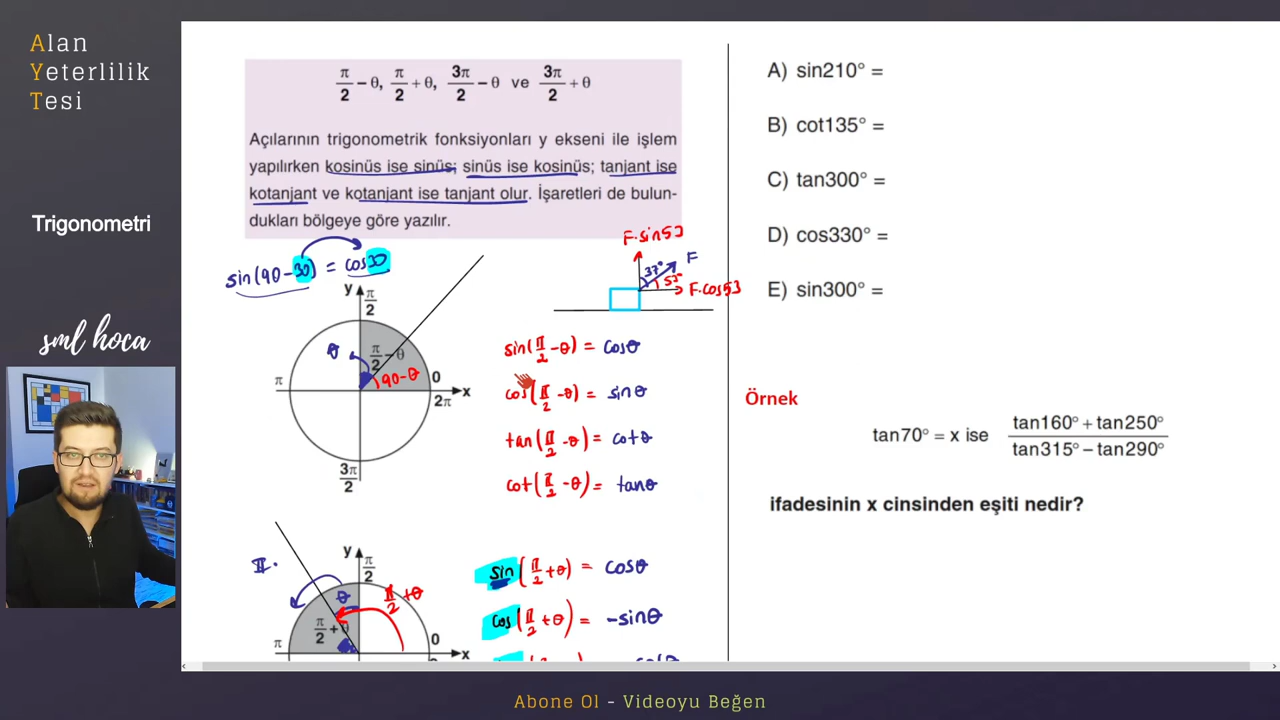 Alan
Yeterlilik
Tesi
Trigonometri
sml hoca
π/2 − θ, π/2 + θ, 3π/2 − θ ve 3π/2 + θ
Açılarının trigonometrik fonksiyonları y ekseni ile işlem
yapılırken kosinüs ise sinüs; sinüs ise kosinüs; tanjant ise
kotanjant ve kotanjant ise tanjant olur. İşaretleri de bulun-
dukları bölgeye göre yazılır.
sin(90−30) = cos30
y
π/2
θ
π/2 − θ
90−θ
π
0
x
2π
3π/2
F.sin53
37°
F
53°
F.cos53
sin(π/2 −θ) = cosθ
cos(π/2 −θ) = sinθ
tan(π/2 −θ) = cotθ
cot(π/2 −θ) = tanθ
II.
y
π/2
θ
π/2 +θ
π/2 + θ
π
0
x
sin(π/2 +θ) = cosθ
cos(π/2 +θ) = -sinθ
A) sin210° =
B) cot135° =
C) tan300° =
D) cos330° =
E) sin300° =
Örnek
tan70° = x ise (tan160° + tan250°)/(tan315° − tan290°)
ifadesinin x cinsinden eşiti nedir?
Abone Ol - Videoyu Beğen